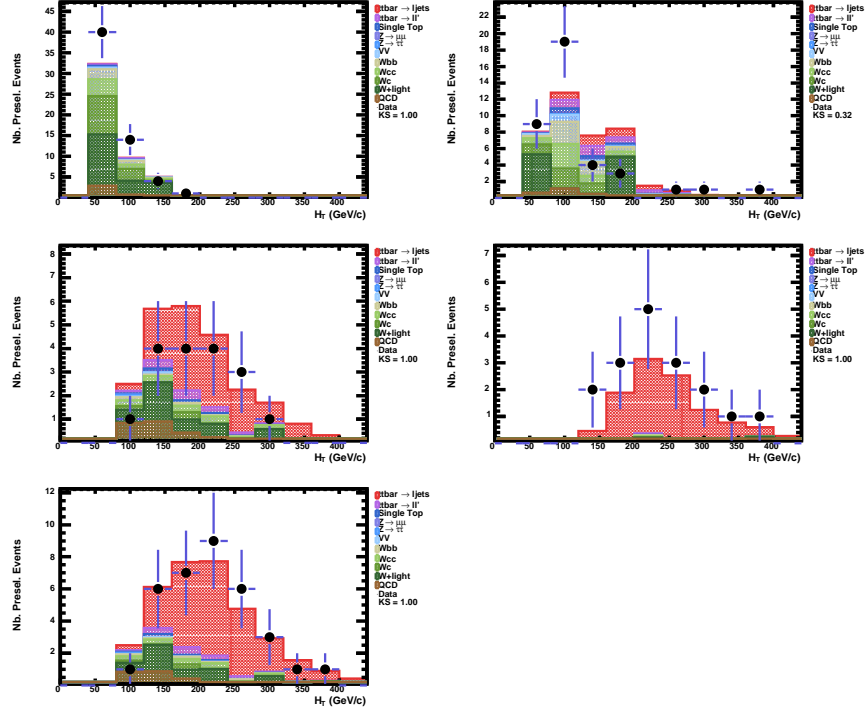 Nb. Presel. Events
45
40
35
30
25
20
15
10
5
0 50 100 150 200 250 300 350 400
H_T (GeV/c)
ttbar → ljets
ttbar → ll'
Single Top
Z → μμ
Z → ττ
VV
Wbb
Wcc
Wc
W+light
QCD
Data
KS = 1.00
Nb. Presel. Events
22
20
18
16
14
12
10
8
6
4
2
0 50 100 150 200 250 300 350 400
H_T (GeV/c)
ttbar → ljets
ttbar → ll'
Single Top
Z → μμ
Z → ττ
VV
Wbb
Wcc
Wc
W+light
QCD
Data
KS = 0.32
Nb. Presel. Events
8
7
6
5
4
3
2
1
0 50 100 150 200 250 300 350 400
H_T (GeV/c)
ttbar → ljets
ttbar → ll'
Single Top
Z → μμ
Z → ττ
VV
Wbb
Wcc
Wc
W+light
QCD
Data
KS = 1.00
Nb. Presel. Events
7
6
5
4
3
2
1
0 50 100 150 200 250 300 350 400
H_T (GeV/c)
ttbar → ljets
ttbar → ll'
Single Top
Z → μμ
Z → ττ
VV
Wbb
Wcc
Wc
W+light
QCD
Data
KS = 1.00
Nb. Presel. Events
12
10
8
6
4
2
0 50 100 150 200 250 300 350 400
H_T (GeV/c)
ttbar → ljets
ttbar → ll'
Single Top
Z → μμ
Z → ττ
VV
Wbb
Wcc
Wc
W+light
QCD
Data
KS = 1.00